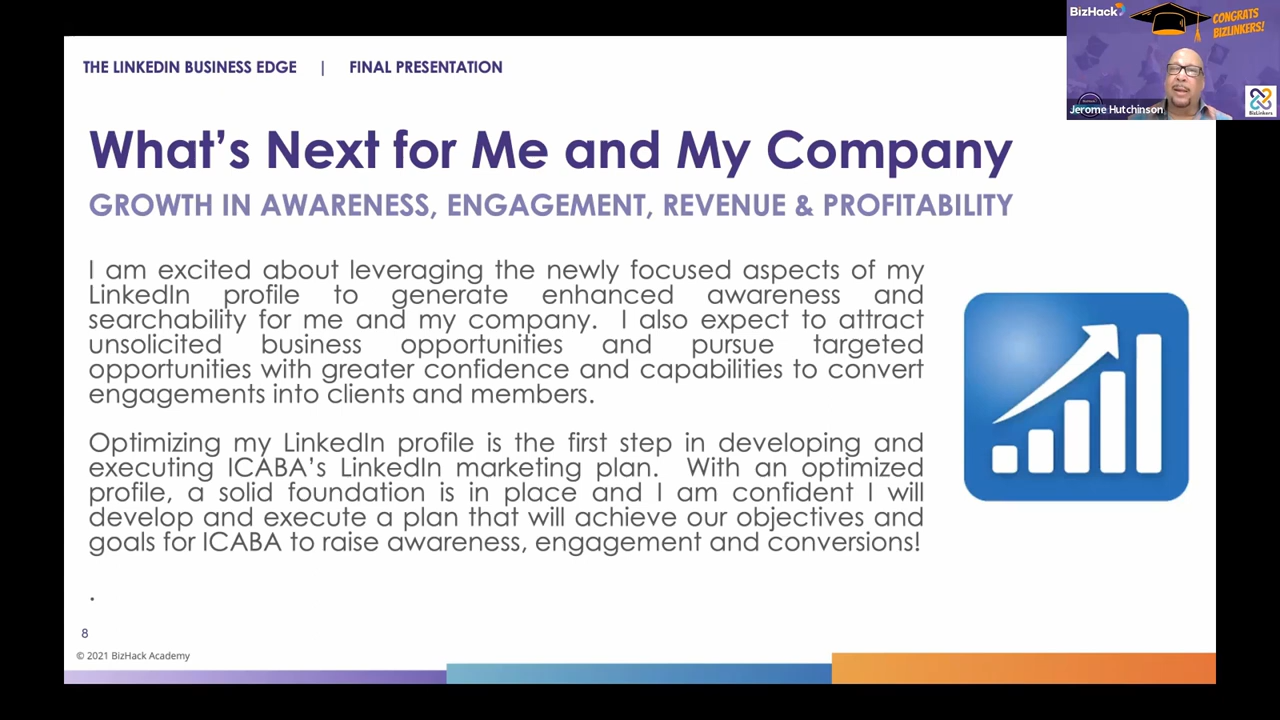 THE LINKEDIN BUSINESS EDGE | FINAL PRESENTATION
BizHack
CONGRATS
BIZLINKERS!
Jerome Hutchinson
BizLinkers
What's Next for Me and My Company
GROWTH IN AWARENESS, ENGAGEMENT, REVENUE & PROFITABILITY
I am excited about leveraging the newly focused aspects of my
LinkedIn profile to generate enhanced awareness and
searchability for me and my company. I also expect to attract
unsolicited business opportunities and pursue targeted
opportunities with greater confidence and capabilities to convert
engagements into clients and members.
Optimizing my LinkedIn profile is the first step in developing and
executing ICABA's LinkedIn marketing plan. With an optimized
profile, a solid foundation is in place and I am confident I will
develop and execute a plan that will achieve our objectives and
goals for ICABA to raise awareness, engagement and conversions!
.
8
© 2021 BizHack Academy